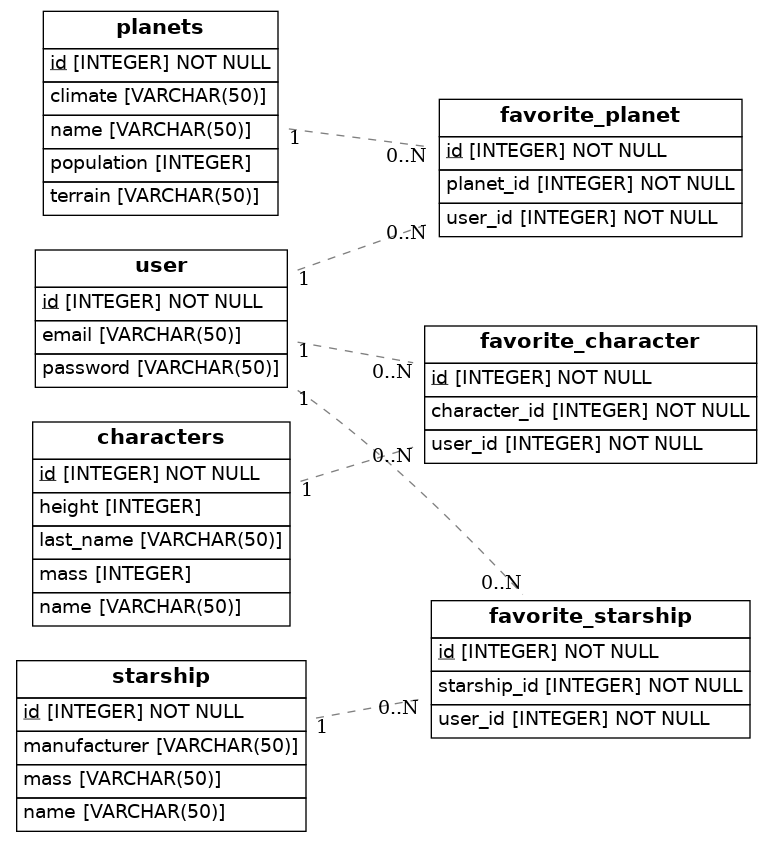 planets
id [INTEGER] NOT NULL
climate [VARCHAR(50)]
name [VARCHAR(50)]
population [INTEGER]
terrain [VARCHAR(50)]
1
0..N
favorite_planet
id [INTEGER] NOT NULL
planet_id [INTEGER] NOT NULL
user_id [INTEGER] NOT NULL
0..N
1
user
id [INTEGER] NOT NULL
email [VARCHAR(50)]
password [VARCHAR(50)]
1
0..N
1
favorite_character
id [INTEGER] NOT NULL
character_id [INTEGER] NOT NULL
user_id [INTEGER] NOT NULL
characters
id [INTEGER] NOT NULL
height [INTEGER]
last_name [VARCHAR(50)]
mass [INTEGER]
name [VARCHAR(50)]
0..N
1
0..N
favorite_starship
id [INTEGER] NOT NULL
starship_id [INTEGER] NOT NULL
user_id [INTEGER] NOT NULL
starship
id [INTEGER] NOT NULL
manufacturer [VARCHAR(50)]
mass [VARCHAR(50)]
name [VARCHAR(50)]
0..N
1